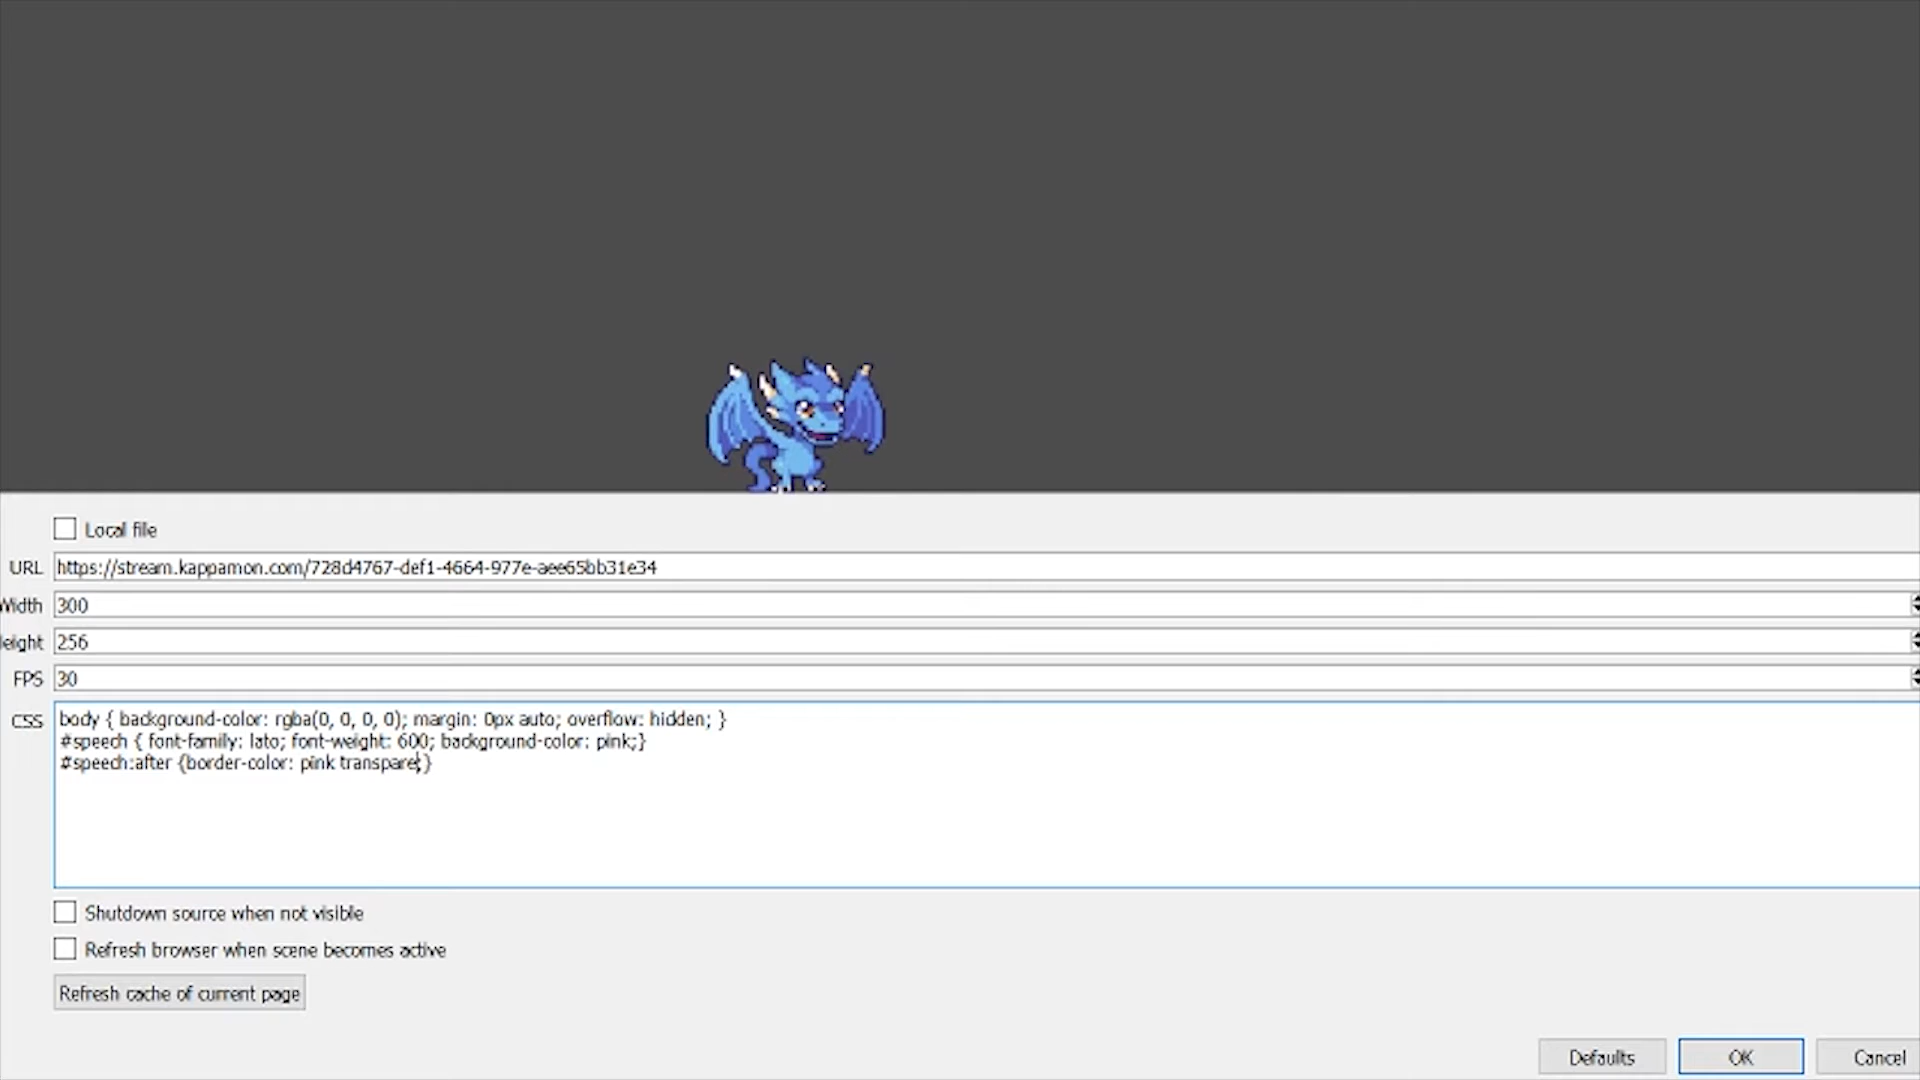 Local file
URL https://stream.kappamon.com/728d4767-def1-4664-977e-aee65bb31e34
Width 300
eight 256
FPS 30
CSS body { background-color: rgba(0, 0, 0, 0); margin: 0px auto; overflow: hidden; }
#speech { font-family: lato; font-weight: 600; background-color: pink;}
#speech:after {border-color: pink transpare;}
Shutdown source when not visible
Refresh browser when scene becomes active
Refresh cache of current page
Defaults OK Cancel